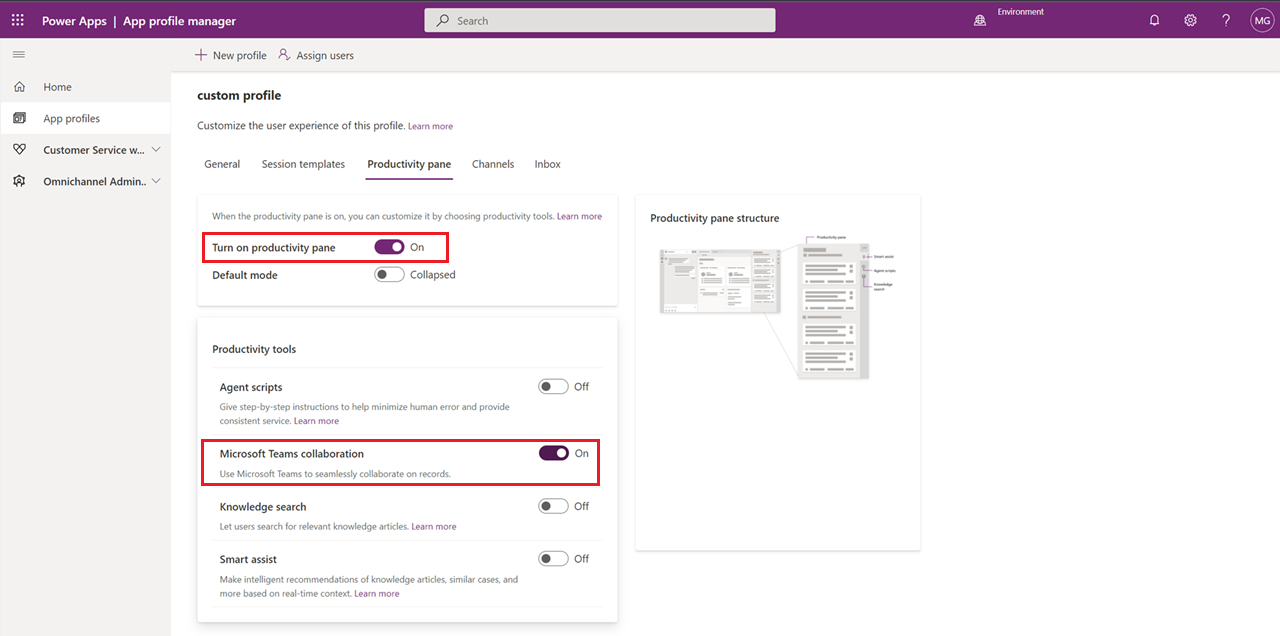 Power Apps | App profile manager
Search
Environment
MG
New profile
Assign users
Home
App profiles
Customer Service w...
Omnichannel Admin..
custom profile
Customize the user experience of this profile. Learn more
General
Session templates
Productivity pane
Channels
Inbox
When the productivity pane is on, you can customize it by choosing productivity tools. Learn more
Turn on productivity pane
On
Default mode
Collapsed
Productivity tools
Agent scripts
Off
Give step-by-step instructions to help minimize human error and provide
consistent service. Learn more
Microsoft Teams collaboration
On
Use Microsoft Teams to seamlessly collaborate on records.
Knowledge search
Off
Let users search for relevant knowledge articles. Learn more
Smart assist
Off
Make intelligent recommendations of knowledge articles, similar cases, and
more based on real-time context. Learn more
Productivity pane structure
Productivity pane
Smart assist
Agent scripts
Knowledge
search